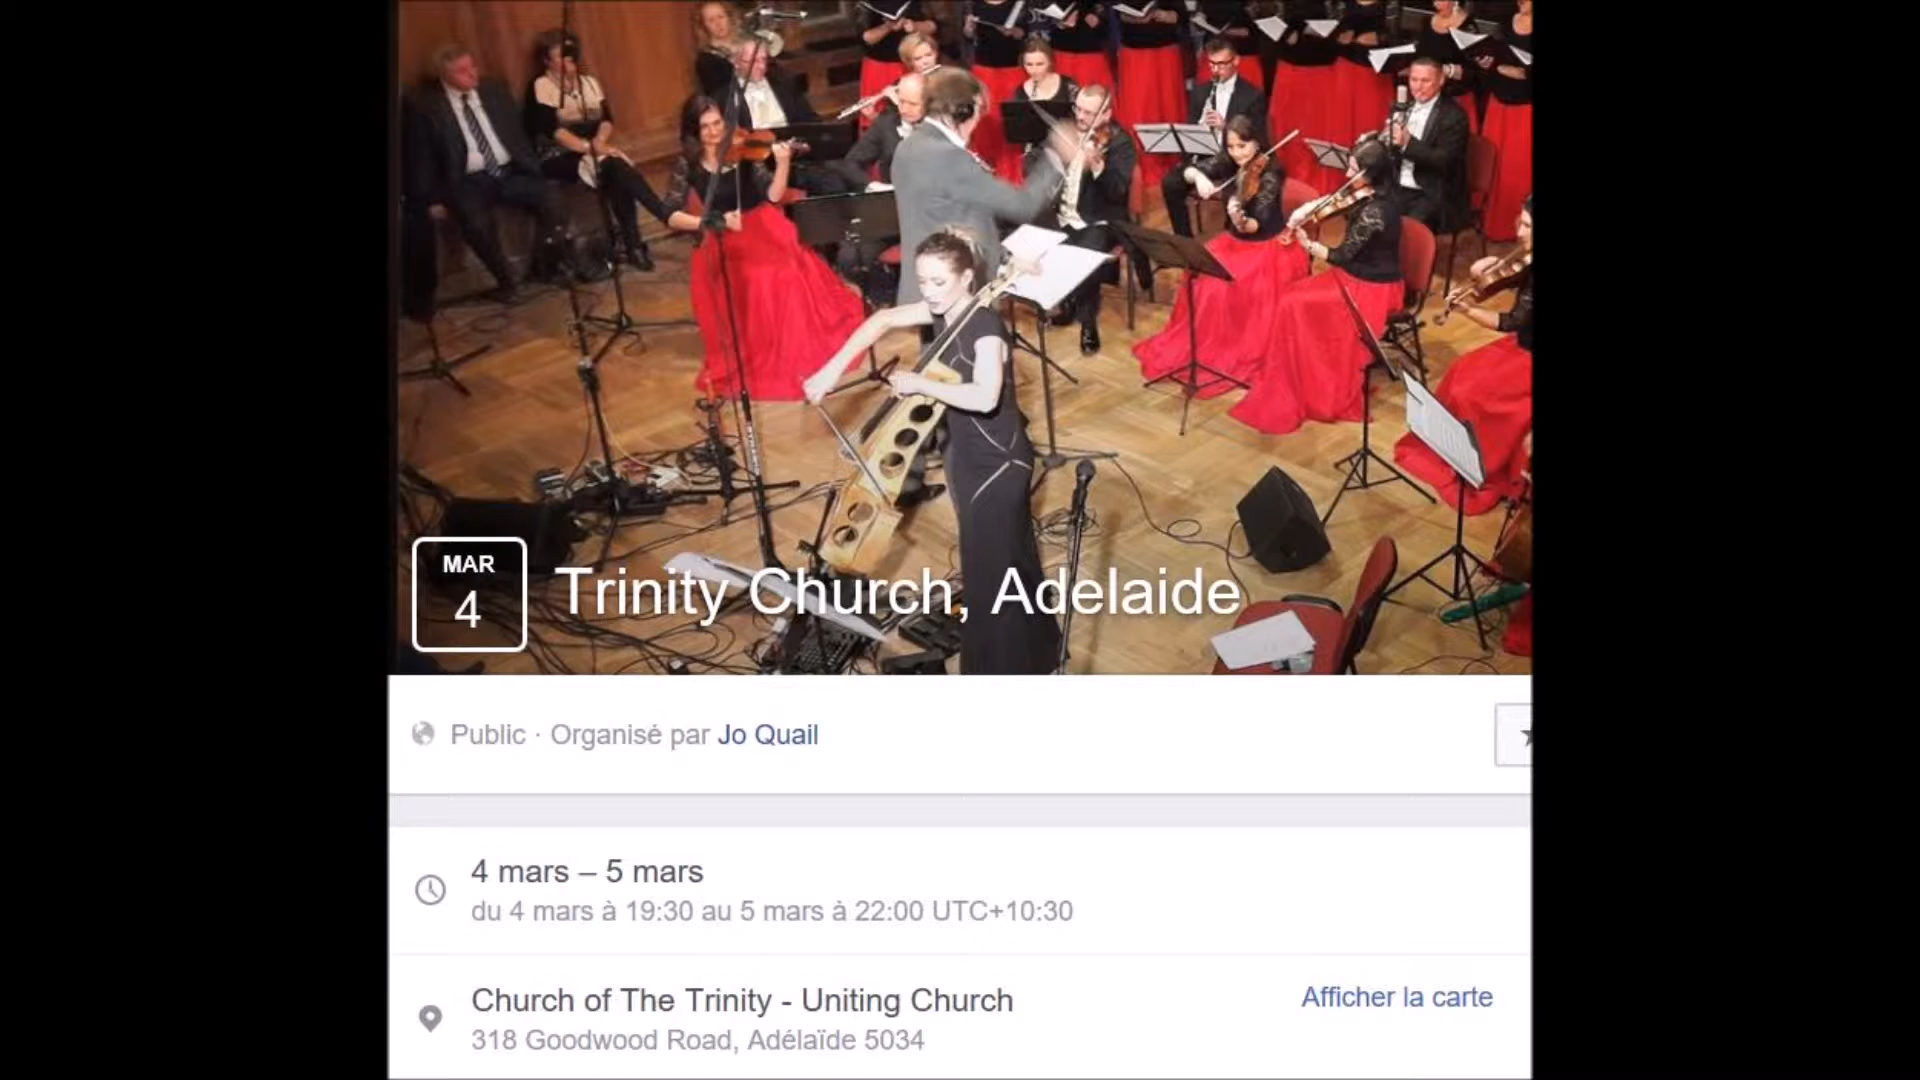 MAR
4
Trinity Church, Adelaide
Public · Organisé par Jo Quail
4 mars – 5 mars
du 4 mars à 19:30 au 5 mars à 22:00 UTC+10:30
Church of The Trinity - Uniting Church
Afficher la carte
318 Goodwood Road, Adélaïde 5034